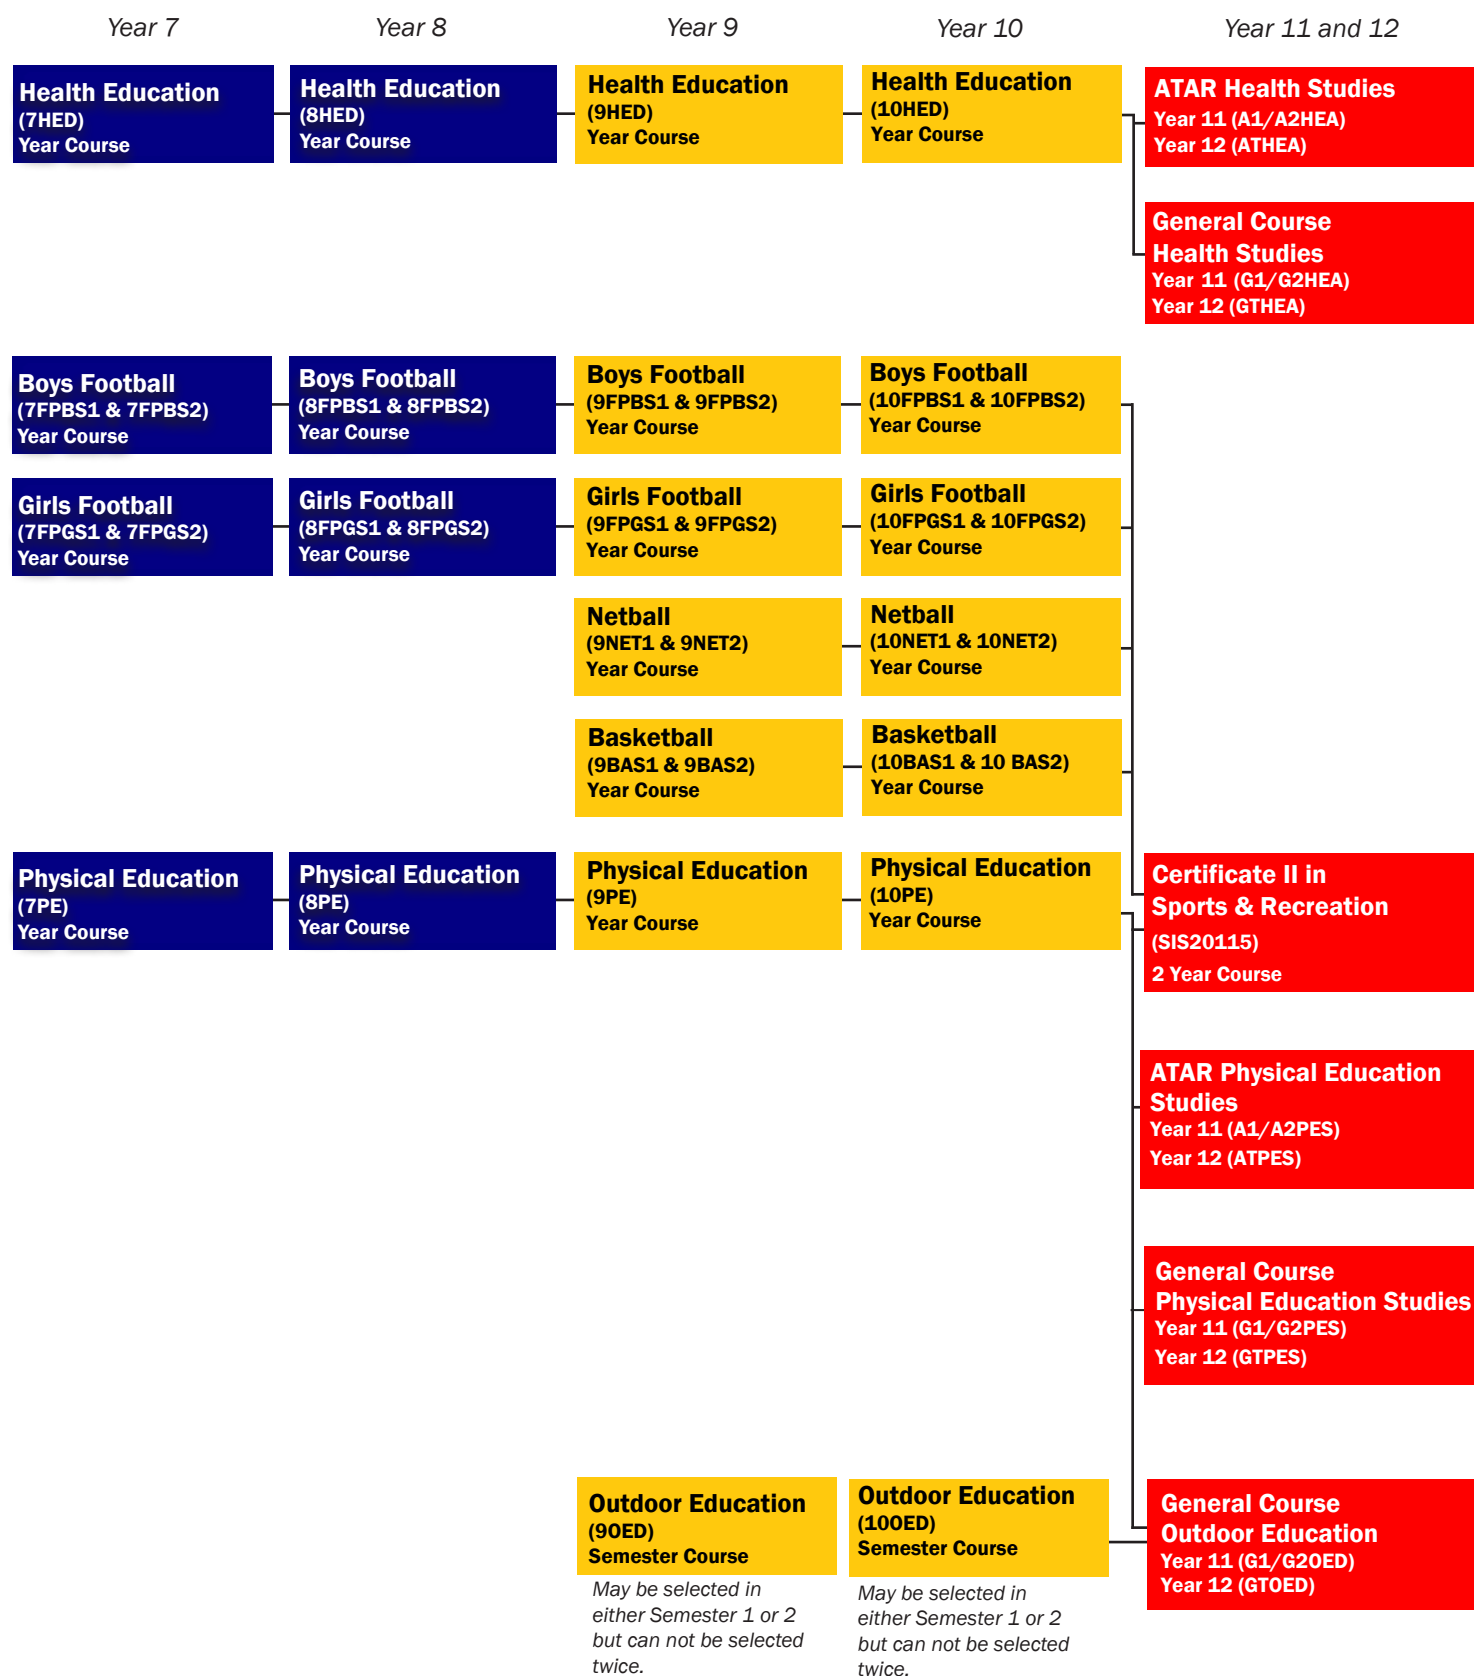 Year 7
Year 8
Year 9
Year 10
Year 11 and 12
Health Education
(7HED)
Year Course
Health Education
(8HED)
Year Course
Health Education
(9HED)
Year Course
Health Education
(10HED)
Year Course
ATAR Health Studies
Year 11 (A1/A2HEA)
Year 12 (ATHEA)
General Course
Health Studies
Year 11 (G1/G2HEA)
Year 12 (GTHEA)
Boys Football
(7FPBS1 & 7FPBS2)
Year Course
Boys Football
(8FPBS1 & 8FPBS2)
Year Course
Boys Football
(9FPBS1 & 9FPBS2)
Year Course
Boys Football
(10FPBS1 & 10FPBS2)
Year Course
Girls Football
(7FPGS1 & 7FPGS2)
Year Course
Girls Football
(8FPGS1 & 8FPGS2)
Year Course
Girls Football
(9FPGS1 & 9FPGS2)
Year Course
Girls Football
(10FPGS1 & 10FPGS2)
Year Course
Netball
(9NET1 & 9NET2)
Year Course
Netball
(10NET1 & 10NET2)
Year Course
Basketball
(9BAS1 & 9BAS2)
Year Course
Basketball
(10BAS1 & 10 BAS2)
Year Course
Physical Education
(7PE)
Year Course
Physical Education
(8PE)
Year Course
Physical Education
(9PE)
Year Course
Physical Education
(10PE)
Year Course
Certificate II in
Sports & Recreation
(SIS20115)
2 Year Course
ATAR Physical Education
Studies
Year 11 (A1/A2PES)
Year 12 (ATPES)
General Course
Physical Education Studies
Year 11 (G1/G2PES)
Year 12 (GTPES)
Outdoor Education
(9OED)
Semester Course
May be selected in
either Semester 1 or 2
but can not be selected
twice.
Outdoor Education
(10OED)
Semester Course
May be selected in
either Semester 1 or 2
but can not be selected
twice.
General Course
Outdoor Education
Year 11 (G1/G2OED)
Year 12 (GTOED)